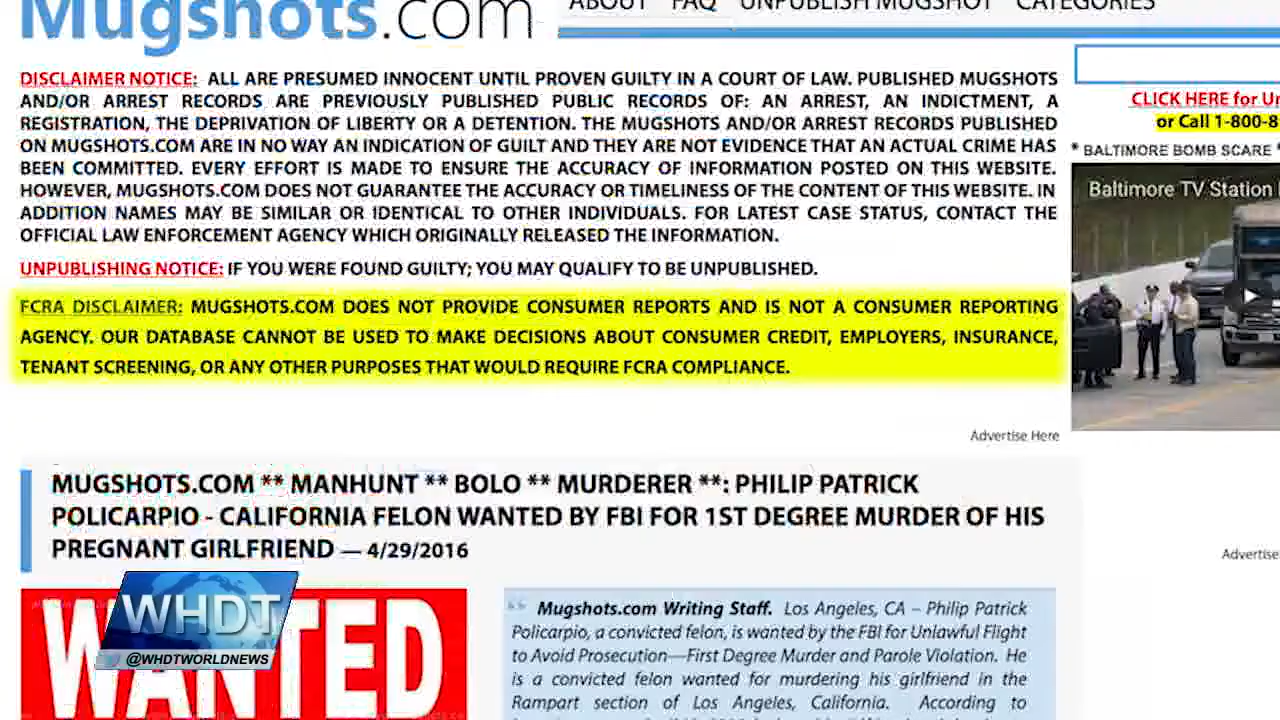 Mugshots.com
ABOUT FAQ UNPUBLISH MUGSHOT CATEGORIES
DISCLAIMER NOTICE: ALL ARE PRESUMED INNOCENT UNTIL PROVEN GUILTY IN A COURT OF LAW. PUBLISHED MUGSHOTS
AND/OR ARREST RECORDS ARE PREVIOUSLY PUBLISHED PUBLIC RECORDS OF: AN ARREST, AN INDICTMENT, A
REGISTRATION, THE DEPRIVATION OF LIBERTY OR A DETENTION. THE MUGSHOTS AND/OR ARREST RECORDS PUBLISHED
ON MUGSHOTS.COM ARE IN NO WAY AN INDICATION OF GUILT AND THEY ARE NOT EVIDENCE THAT AN ACTUAL CRIME HAS
BEEN COMMITTED. EVERY EFFORT IS MADE TO ENSURE THE ACCURACY OF INFORMATION POSTED ON THIS WEBSITE.
HOWEVER, MUGSHOTS.COM DOES NOT GUARANTEE THE ACCURACY OR TIMELINESS OF THE CONTENT OF THIS WEBSITE. IN
ADDITION NAMES MAY BE SIMILAR OR IDENTICAL TO OTHER INDIVIDUALS. FOR LATEST CASE STATUS, CONTACT THE
OFFICIAL LAW ENFORCEMENT AGENCY WHICH ORIGINALLY RELEASED THE INFORMATION.
UNPUBLISHING NOTICE: IF YOU WERE FOUND GUILTY; YOU MAY QUALIFY TO BE UNPUBLISHED.
FCRA DISCLAIMER: MUGSHOTS.COM DOES NOT PROVIDE CONSUMER REPORTS AND IS NOT A CONSUMER REPORTING
AGENCY. OUR DATABASE CANNOT BE USED TO MAKE DECISIONS ABOUT CONSUMER CREDIT, EMPLOYERS, INSURANCE,
TENANT SCREENING, OR ANY OTHER PURPOSES THAT WOULD REQUIRE FCRA COMPLIANCE.
CLICK HERE for Un
or Call 1-800-8
* BALTIMORE BOMB SCARE *
Baltimore TV Station
Advertise Here
MUGSHOTS.COM ** MANHUNT ** BOLO ** MURDERER **: PHILIP PATRICK
POLICARPIO - CALIFORNIA FELON WANTED BY FBI FOR 1ST DEGREE MURDER OF HIS
PREGNANT GIRLFRIEND — 4/29/2016
Advertise
WANTED
WHDT
@WHDTWORLDNEWS
Mugshots.com Writing Staff. Los Angeles, CA – Philip Patrick
Policarpio, a convicted felon, is wanted by the FBI for Unlawful Flight
to Avoid Prosecution—First Degree Murder and Parole Violation. He
is a convicted felon wanted for murdering his girlfriend in the
Rampart section of Los Angeles, California. According to